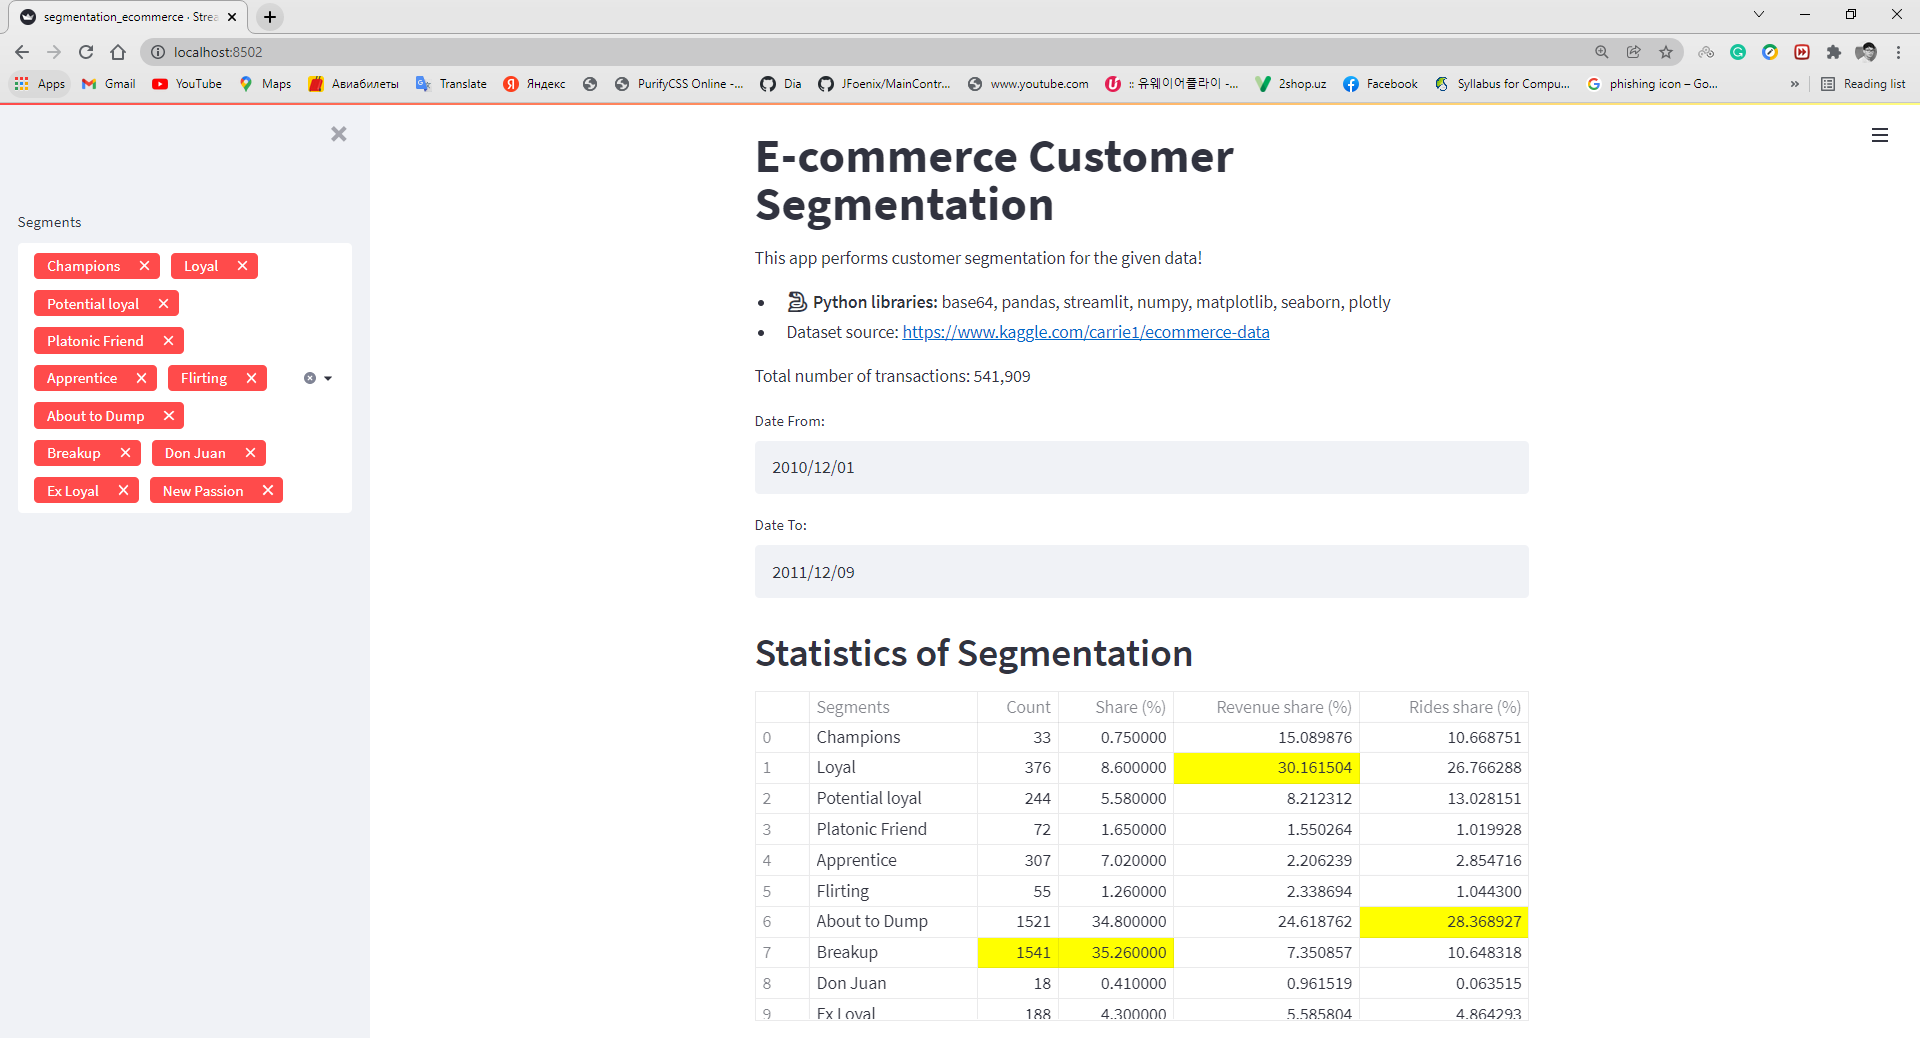 segmentation_ecommerce · Strea
localhost:8502
Apps Gmail YouTube Maps Авиабилеты Translate Яндекс PurifyCSS Online -... Dia JFoenix/MainContr... www.youtube.com :: 유웨이어플라이 -... 2shop.uz Facebook Syllabus for Compu... phishing icon – Go... » Reading list
Segments
Champions Loyal
Potential loyal
Platonic Friend
Apprentice Flirting
About to Dump
Breakup Don Juan
Ex Loyal New Passion
E-commerce Customer
Segmentation
This app performs customer segmentation for the given data!
• Python libraries: base64, pandas, streamlit, numpy, matplotlib, seaborn, plotly
• Dataset source: https://www.kaggle.com/carrie1/ecommerce-data
Total number of transactions: 541,909
Date From:
2010/12/01
Date To:
2011/12/09
Statistics of Segmentation
Segments Count Share (%) Revenue share (%) Rides share (%)
0 Champions 33 0.750000 15.089876 10.668751
1 Loyal 376 8.600000 30.161504 26.766288
2 Potential loyal 244 5.580000 8.212312 13.028151
3 Platonic Friend 72 1.650000 1.550264 1.019928
4 Apprentice 307 7.020000 2.206239 2.854716
5 Flirting 55 1.260000 2.338694 1.044300
6 About to Dump 1521 34.800000 24.618762 28.368927
7 Breakup 1541 35.260000 7.350857 10.648318
8 Don Juan 18 0.410000 0.961519 0.063515
9 Ex Loyal 188 4.300000 5.585804 4.864293